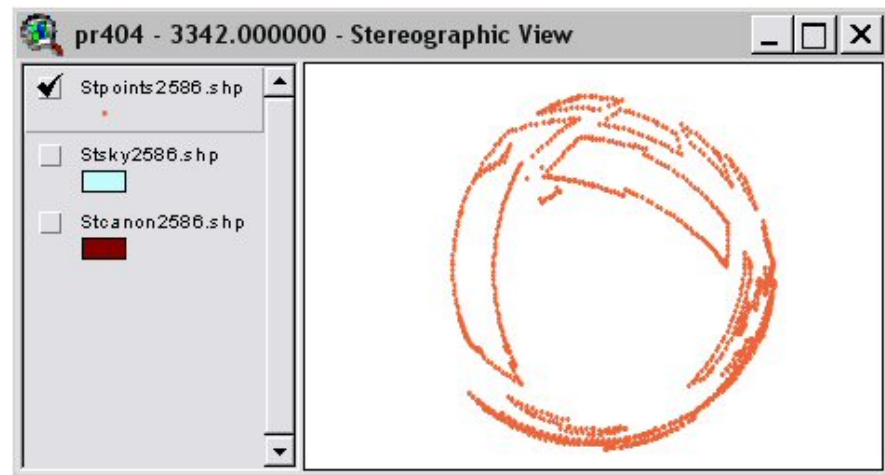 pr404 - 3342.000000 - Stereographic View
Stpoints2586.shp
Stsky2586.shp
Stcanon2586.shp